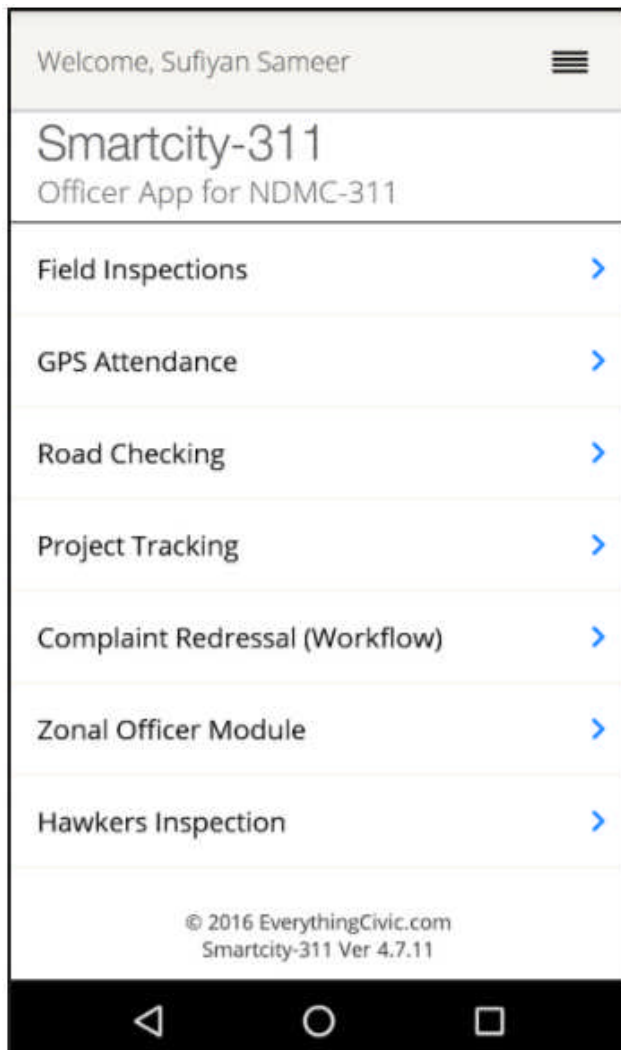 Welcome, Sufiyan Sameer
Smartcity-311
Officer App for NDMC-311
Field Inspections
GPS Attendance
Road Checking
Project Tracking
Complaint Redressal (Workflow)
Zonal Officer Module
Hawkers Inspection
© 2016 EverythingCivic.com
Smartcity-311 Ver 4.7.11